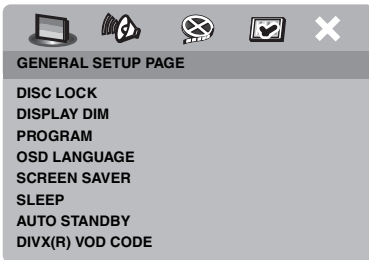 GENERAL SETUP PAGE
DISC LOCK
DISPLAY DIM
PROGRAM
OSD LANGUAGE
SCREEN SAVER
SLEEP
AUTO STANDBY
DIVX(R) VOD CODE